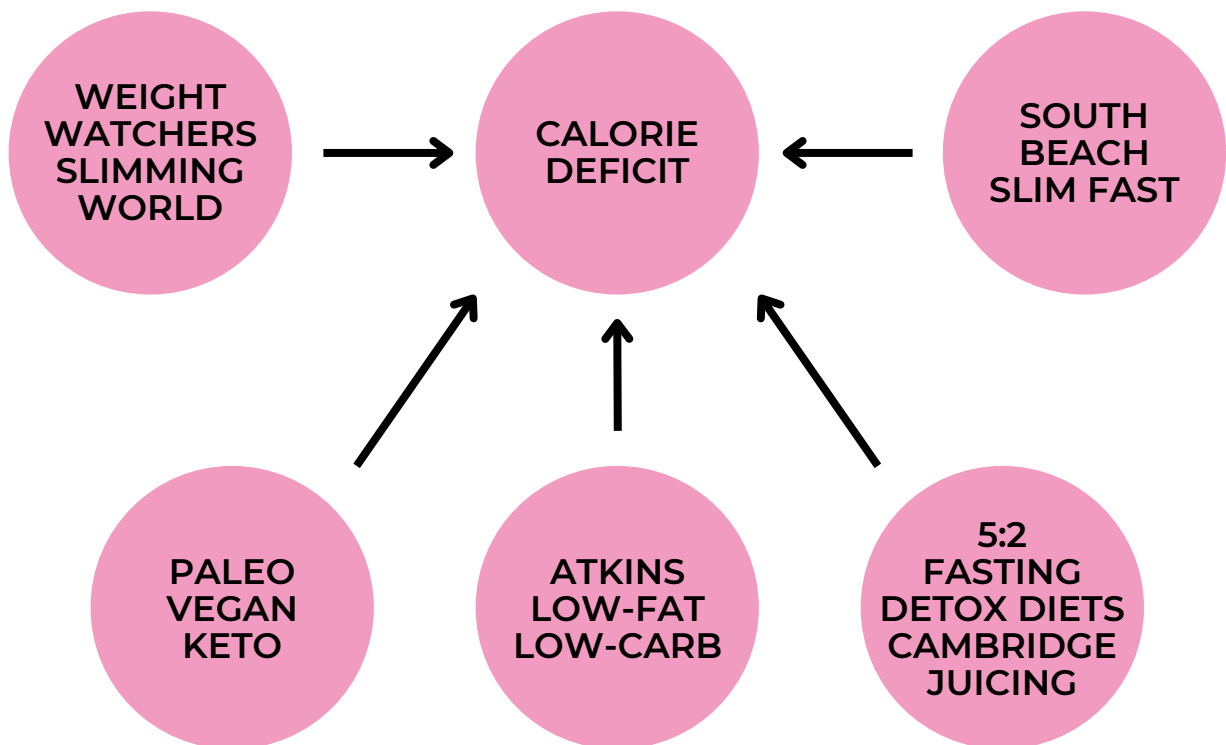 WEIGHT
WATCHERS
SLIMMING
WORLD
CALORIE
DEFICIT
SOUTH
BEACH
SLIM FAST
PALEO
VEGAN
KETO
ATKINS
LOW-FAT
LOW-CARB
5:2
FASTING
DETOX DIETS
CAMBRIDGE
JUICING